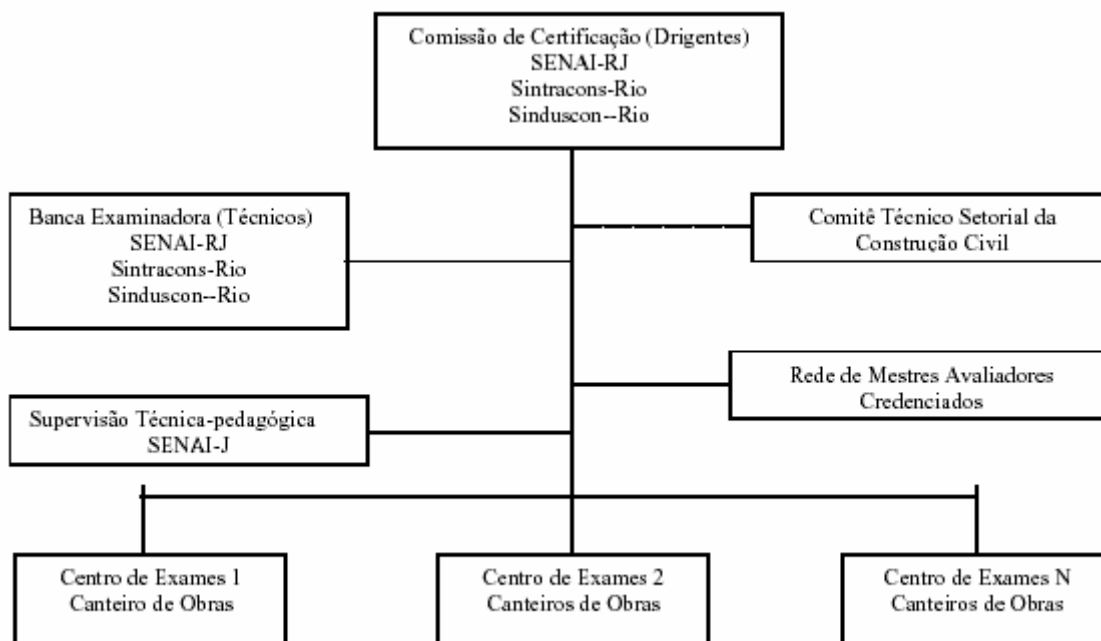 Comissão de Certificação (Drigentes)
SENAI-RJ
Sintracons-Rio
Sinduscon--Rio
Banca Examinadora (Técnicos)
SENAI-RJ
Sintracons-Rio
Sinduscon--Rio
Comitê Técnico Setorial da
Construção Civil
Rede de Mestres Avaliadores
Credenciados
Supervisão Técnica-pedagógica
SENAI-J
Centro de Exames 1
Canteiro de Obras
Centro de Exames 2
Canteiros de Obras
Centro de Exames N
Canteiros de Obras